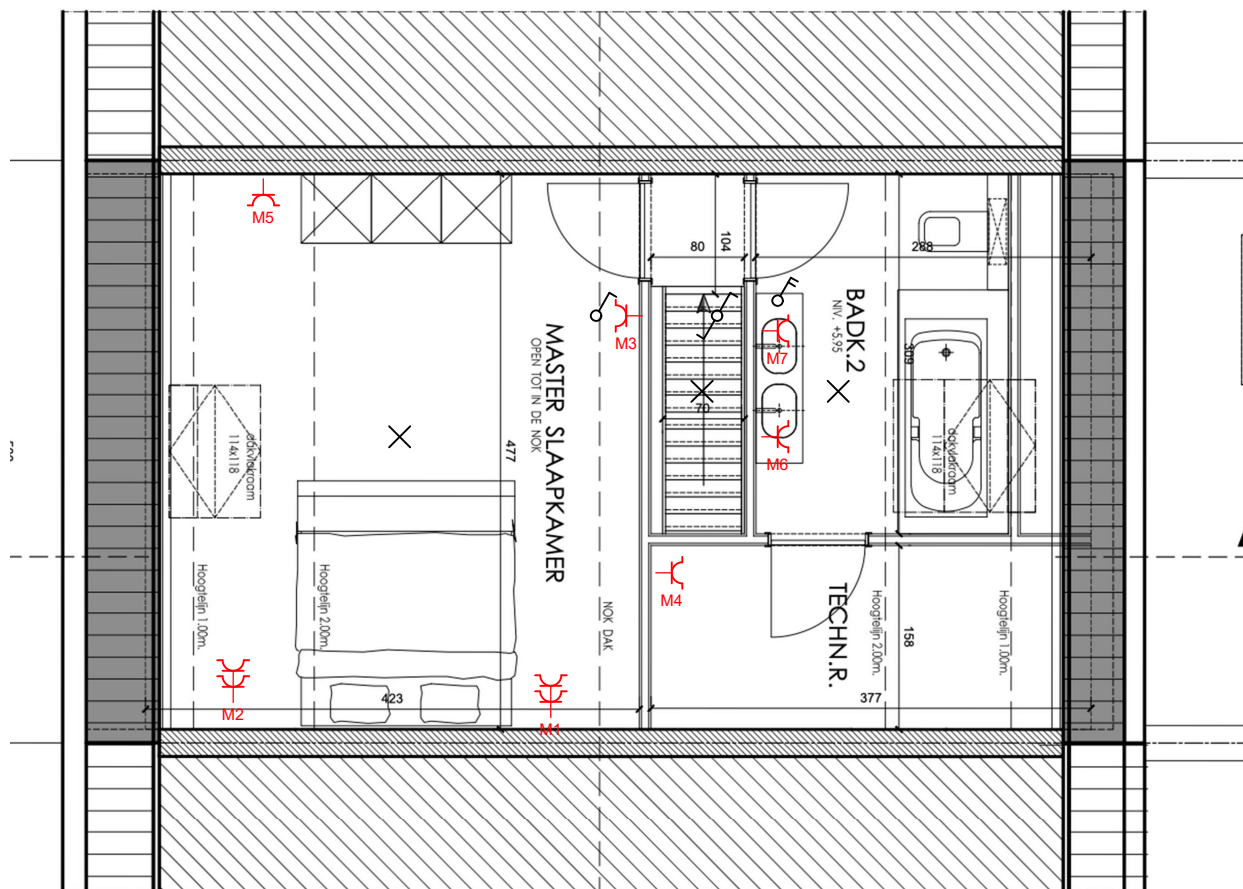 M5
80
104
288
M3
M7
BADK.2
NIV. +5.95
309
70
M6
MASTER SLAAPKAMER
OPEN TOT IN DE NOK
477
dakvlakraam
114x118
dakvlakraam
114x118
Hoogtelijn 1.00m.
Hoogtelijn 2.00m.
NOK DAK
M4
TECHN.R.
Hoogtelijn 2.00m.
Hoogtelijn 1.00m.
158
M2
423
M1
377